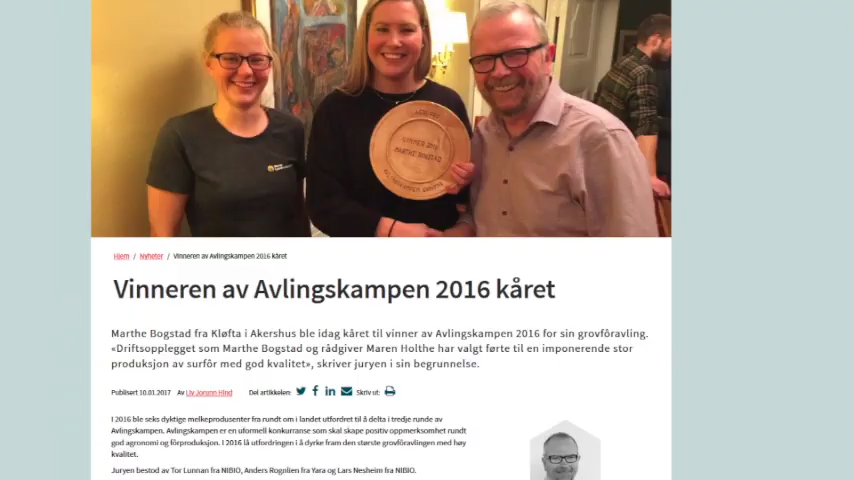 VINNER 2016
MARTHE BOGSTAD
Hjem / Nyheter / Vinneren av Avlingskampen 2016 kåret
Vinneren av Avlingskampen 2016 kåret
Marthe Bogstad fra Kløfta i Akershus ble idag kåret til vinner av Avlingskampen 2016 for sin grovfôravling.
«Driftsopplegget som Marthe Bogstad og rådgiver Maren Holthe har valgt førte til en imponerende stor
produksjon av surfôr med god kvalitet», skriver juryen i sin begrunnelse.
Publisert 10.01.2017 Av Liv Jorunn Hind Del artikkelen: Skriv ut:
I 2016 ble seks dyktige melkeprodusenter fra rundt om i landet utfordret til å delta i tredje runde av
Avlingskampen. Avlingskampen er en uformell konkurranse som skal skape positiv oppmerksomhet rundt
god agronomi og fôrproduksjon. I 2016 lå utfordringen i å dyrke fram den største grovfôravlingen med høy
kvalitet.
Juryen bestod av Tor Lunnan fra NIBIO, Anders Rognlien fra Yara og Lars Nesheim fra NIBIO.